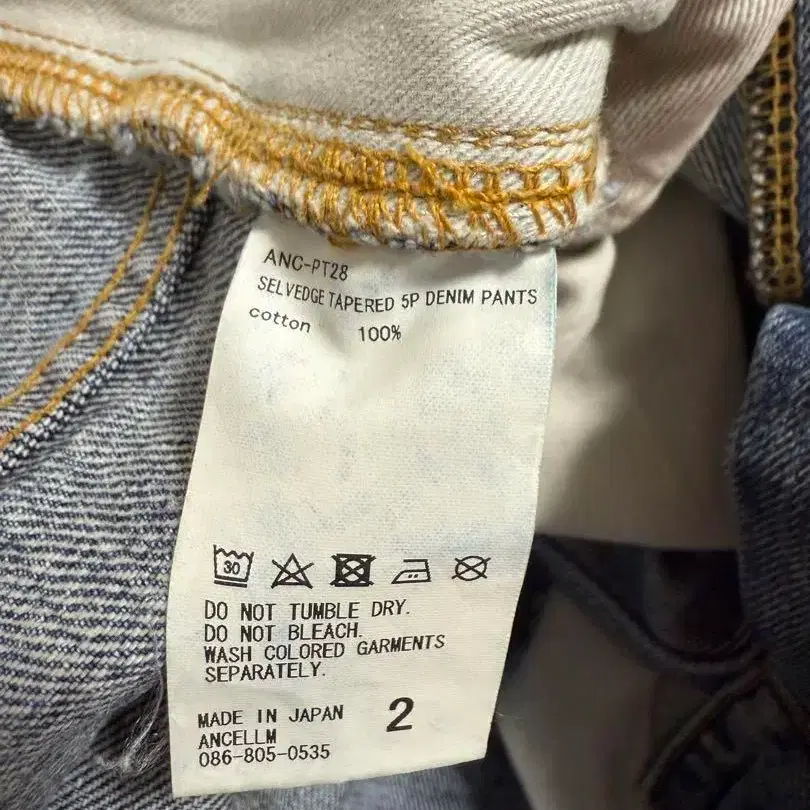 ANC-PT28
SELVEDGE TAPERED 5P DENIM PANTS
cotton 100%
30
DO NOT TUMBLE DRY.
DO NOT BLEACH.
WASH COLORED GARMENTS
SEPARATELY.
MADE IN JAPAN 2
ANCELLM
086-805-0535